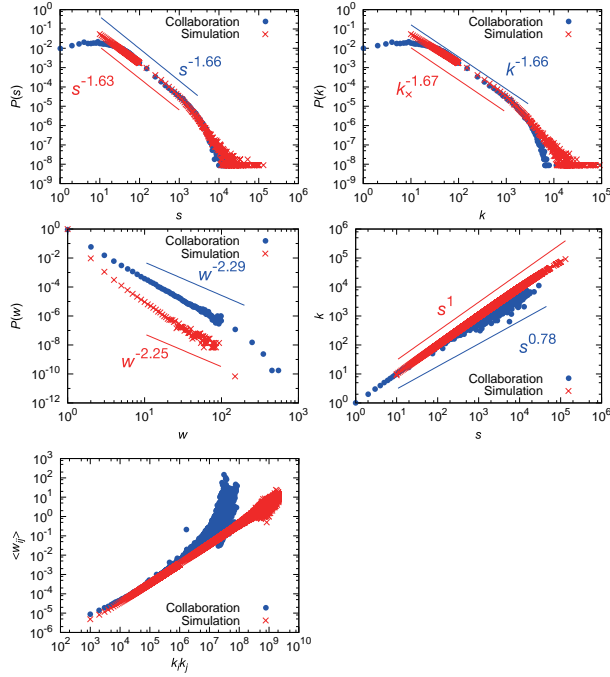 Collaboration
Simulation
10^0
10^-1
10^-2
10^-3
10^-4
10^-5
10^-6
10^-7
10^-8
10^-9
P(s)
s^-1.66
s^-1.63
10^0 10^1 10^2 10^3 10^4 10^5 10^6
s
Collaboration
Simulation
10^0
10^-1
10^-2
10^-3
10^-4
10^-5
10^-6
10^-7
10^-8
10^-9
P(k)
k^-1.66
k^-1.67
10^0 10^1 10^2 10^3 10^4 10^5
k
Collaboration
Simulation
10^0
10^-2
10^-4
10^-6
10^-8
10^-10
10^-12
P(w)
w^-2.29
w^-2.25
10^0 10^1 10^2 10^3
w
10^6
10^5
10^4
10^3
10^2
10^1
10^0
k
s^1
s^0.78
Collaboration
Simulation
10^0 10^1 10^2 10^3 10^4 10^5 10^6
s
10^3
10^2
10^1
10^0
10^-1
10^-2
10^-3
10^-4
10^-5
10^-6
<w_ij>
Collaboration
Simulation
10^2 10^3 10^4 10^5 10^6 10^7 10^8 10^9 10^10
k_i k_j